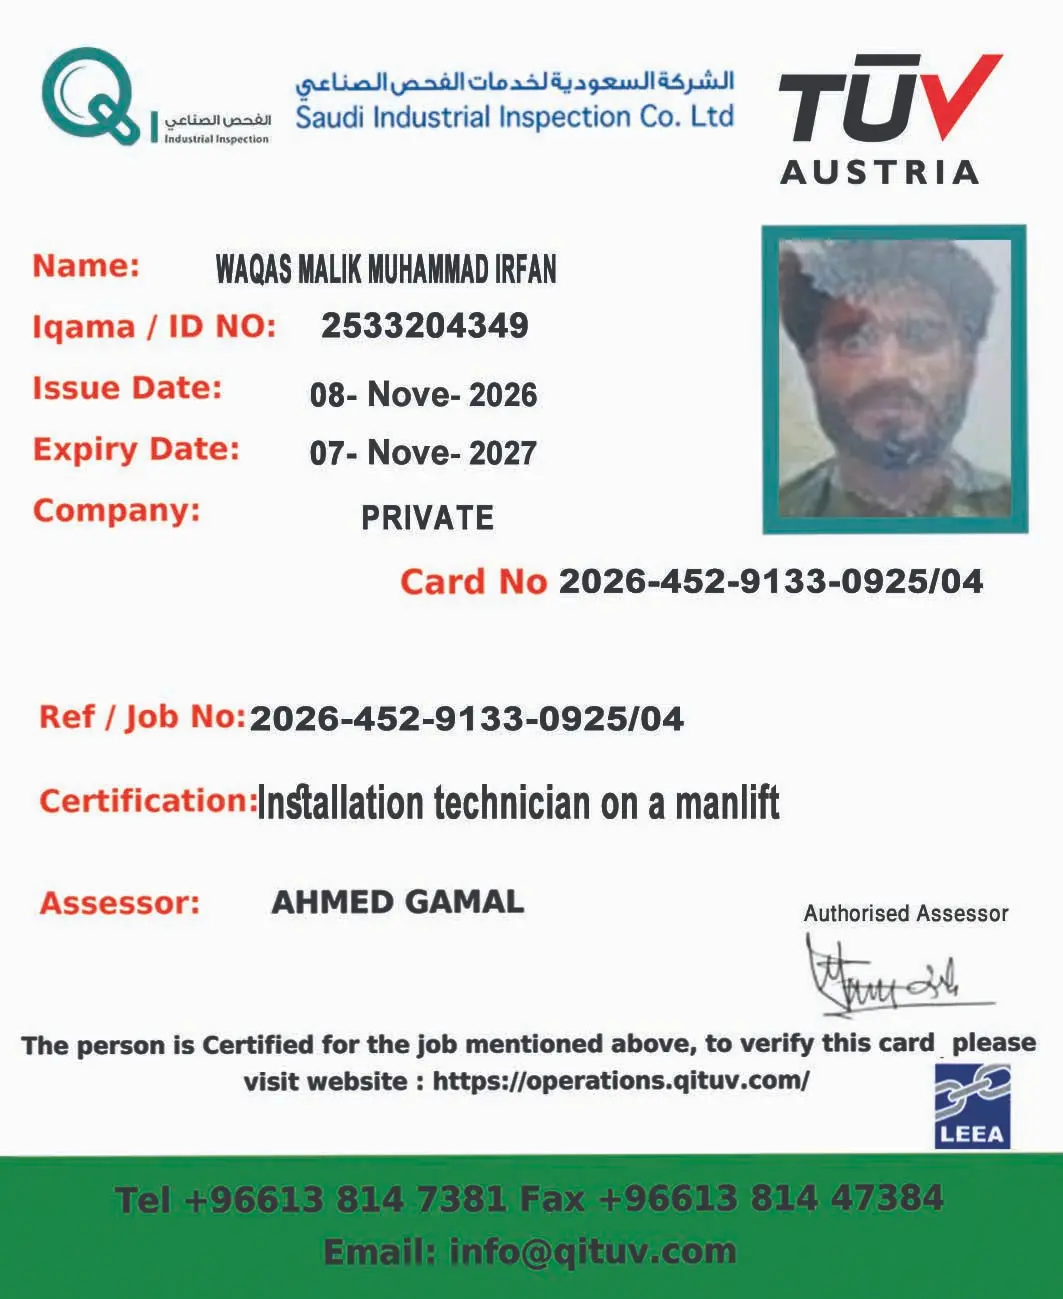 الفحص الصناعي
Industrial Inspection
الشركة السعودية لخدمات الفحص الصناعي
Saudi Industrial Inspection Co. Ltd
TÜV
AUSTRIA
Name: WAQAS MALIK MUHAMMAD IRFAN
Iqama / ID NO: 2533204349
Issue Date: 08- Nove- 2026
Expiry Date: 07- Nove- 2027
Company: PRIVATE
Card No 2026-452-9133-0925/04
Ref / Job No: 2026-452-9133-0925/04
Certification: Installation technician on a manlift
Assessor: AHMED GAMAL
Authorised Assessor
The person is Certified for the job mentioned above, to verify this card please
visit website : https://operations.qituv.com/
LEEA
Tel +96613 814 7381 Fax +96613 814 47384
Email: info@qituv.com